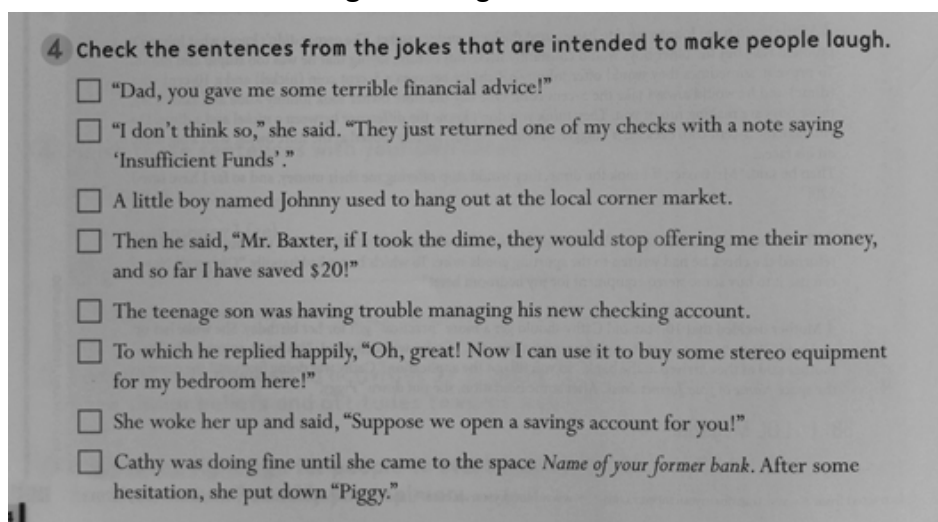 4 Check the sentences from the jokes that are intended to make people laugh.
"Dad, you gave me some terrible financial advice!"
"I don't think so," she said. "They just returned one of my checks with a note saying
'Insufficient Funds'."
A little boy named Johnny used to hang out at the local corner market.
Then he said, "Mr. Baxter, if I took the dime, they would stop offering me their money,
and so far I have saved $20!"
The teenage son was having trouble managing his new checking account.
To which he replied happily, "Oh, great! Now I can use it to buy some stereo equipment
for my bedroom here!"
She woke her up and said, "Suppose we open a savings account for you!"
Cathy was doing fine until she came to the space Name of your former bank. After some
hesitation, she put down "Piggy."